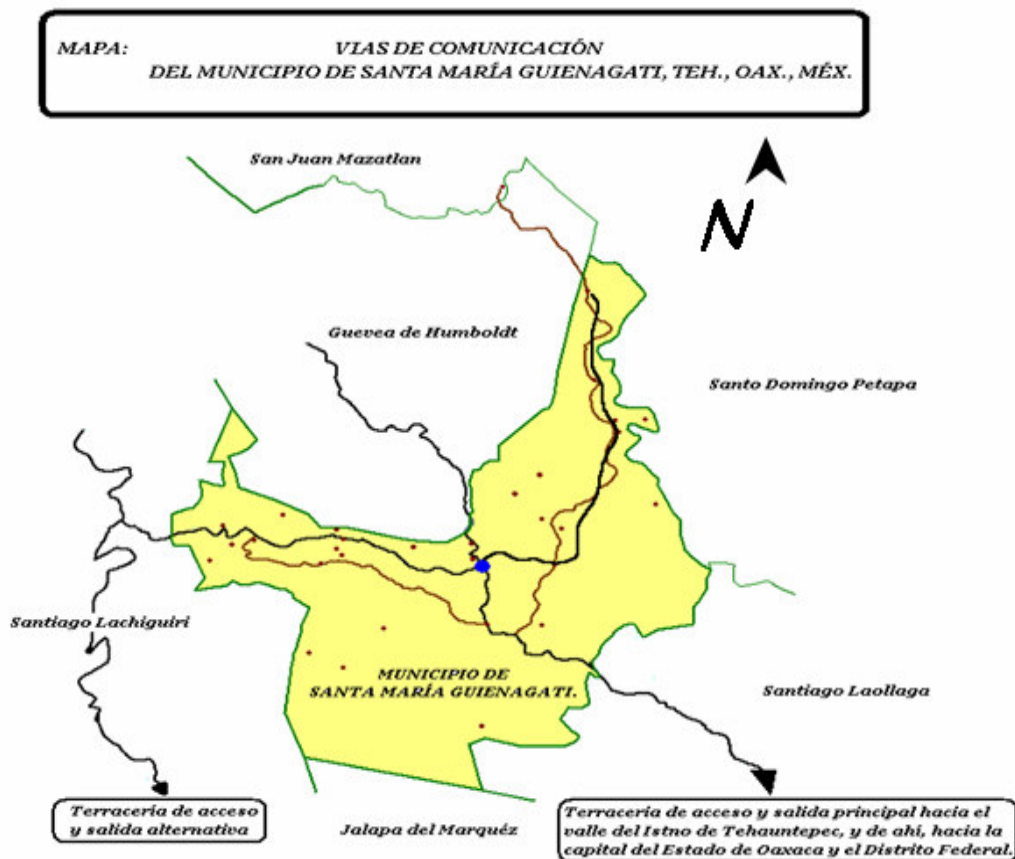 MAPA: VIAS DE COMUNICACIÓN
DEL MUNICIPIO DE SANTA MARÍA GUIENAGATI, TEH., OAX., MÉX.
San Juan Mazatlan
N
Guevea de Humboldt
Santo Domingo Petapa
Santiago Lachiguiri
MUNICIPIO DE
SANTA MARÍA GUIENAGATI.
Santiago Laollaga
Terracería de acceso
y salida alternativa
Terracería de acceso y salida principal hacia el
valle del Istno de Tehauntepec, y de ahí, hacia la
capital del Estado de Oaxaca y el Distrito Federal.
Jalapa del Marquéz